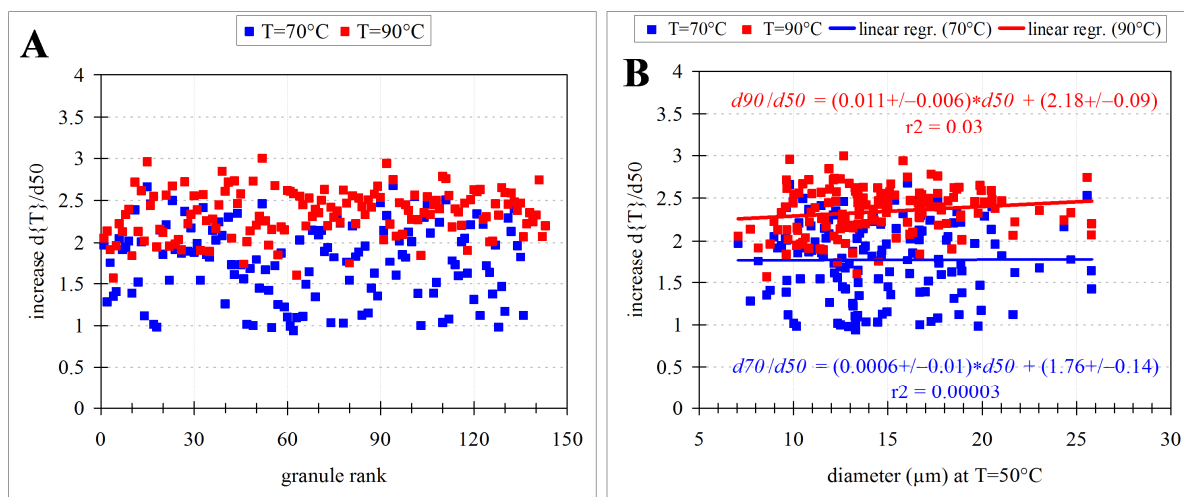 A
T=70°C T=90°C
4
3.5
3
2.5
2
1.5
1
0.5
0
0 30 60 90 120 150
increase d{T}/d50
granule rank
B
T=70°C T=90°C linear regr. (70°C) linear regr. (90°C)
d90/d50 = (0.011+/−0.006)*d50 + (2.18+/−0.09)
r2 = 0.03
4
3.5
3
2.5
2
1.5
1
0.5
0
d70/d50 = (0.0006+/−0.01)*d50 + (1.76+/−0.14)
r2 = 0.00003
5 10 15 20 25 30
increase d{T}/d50
diameter (µm) at T=50°C